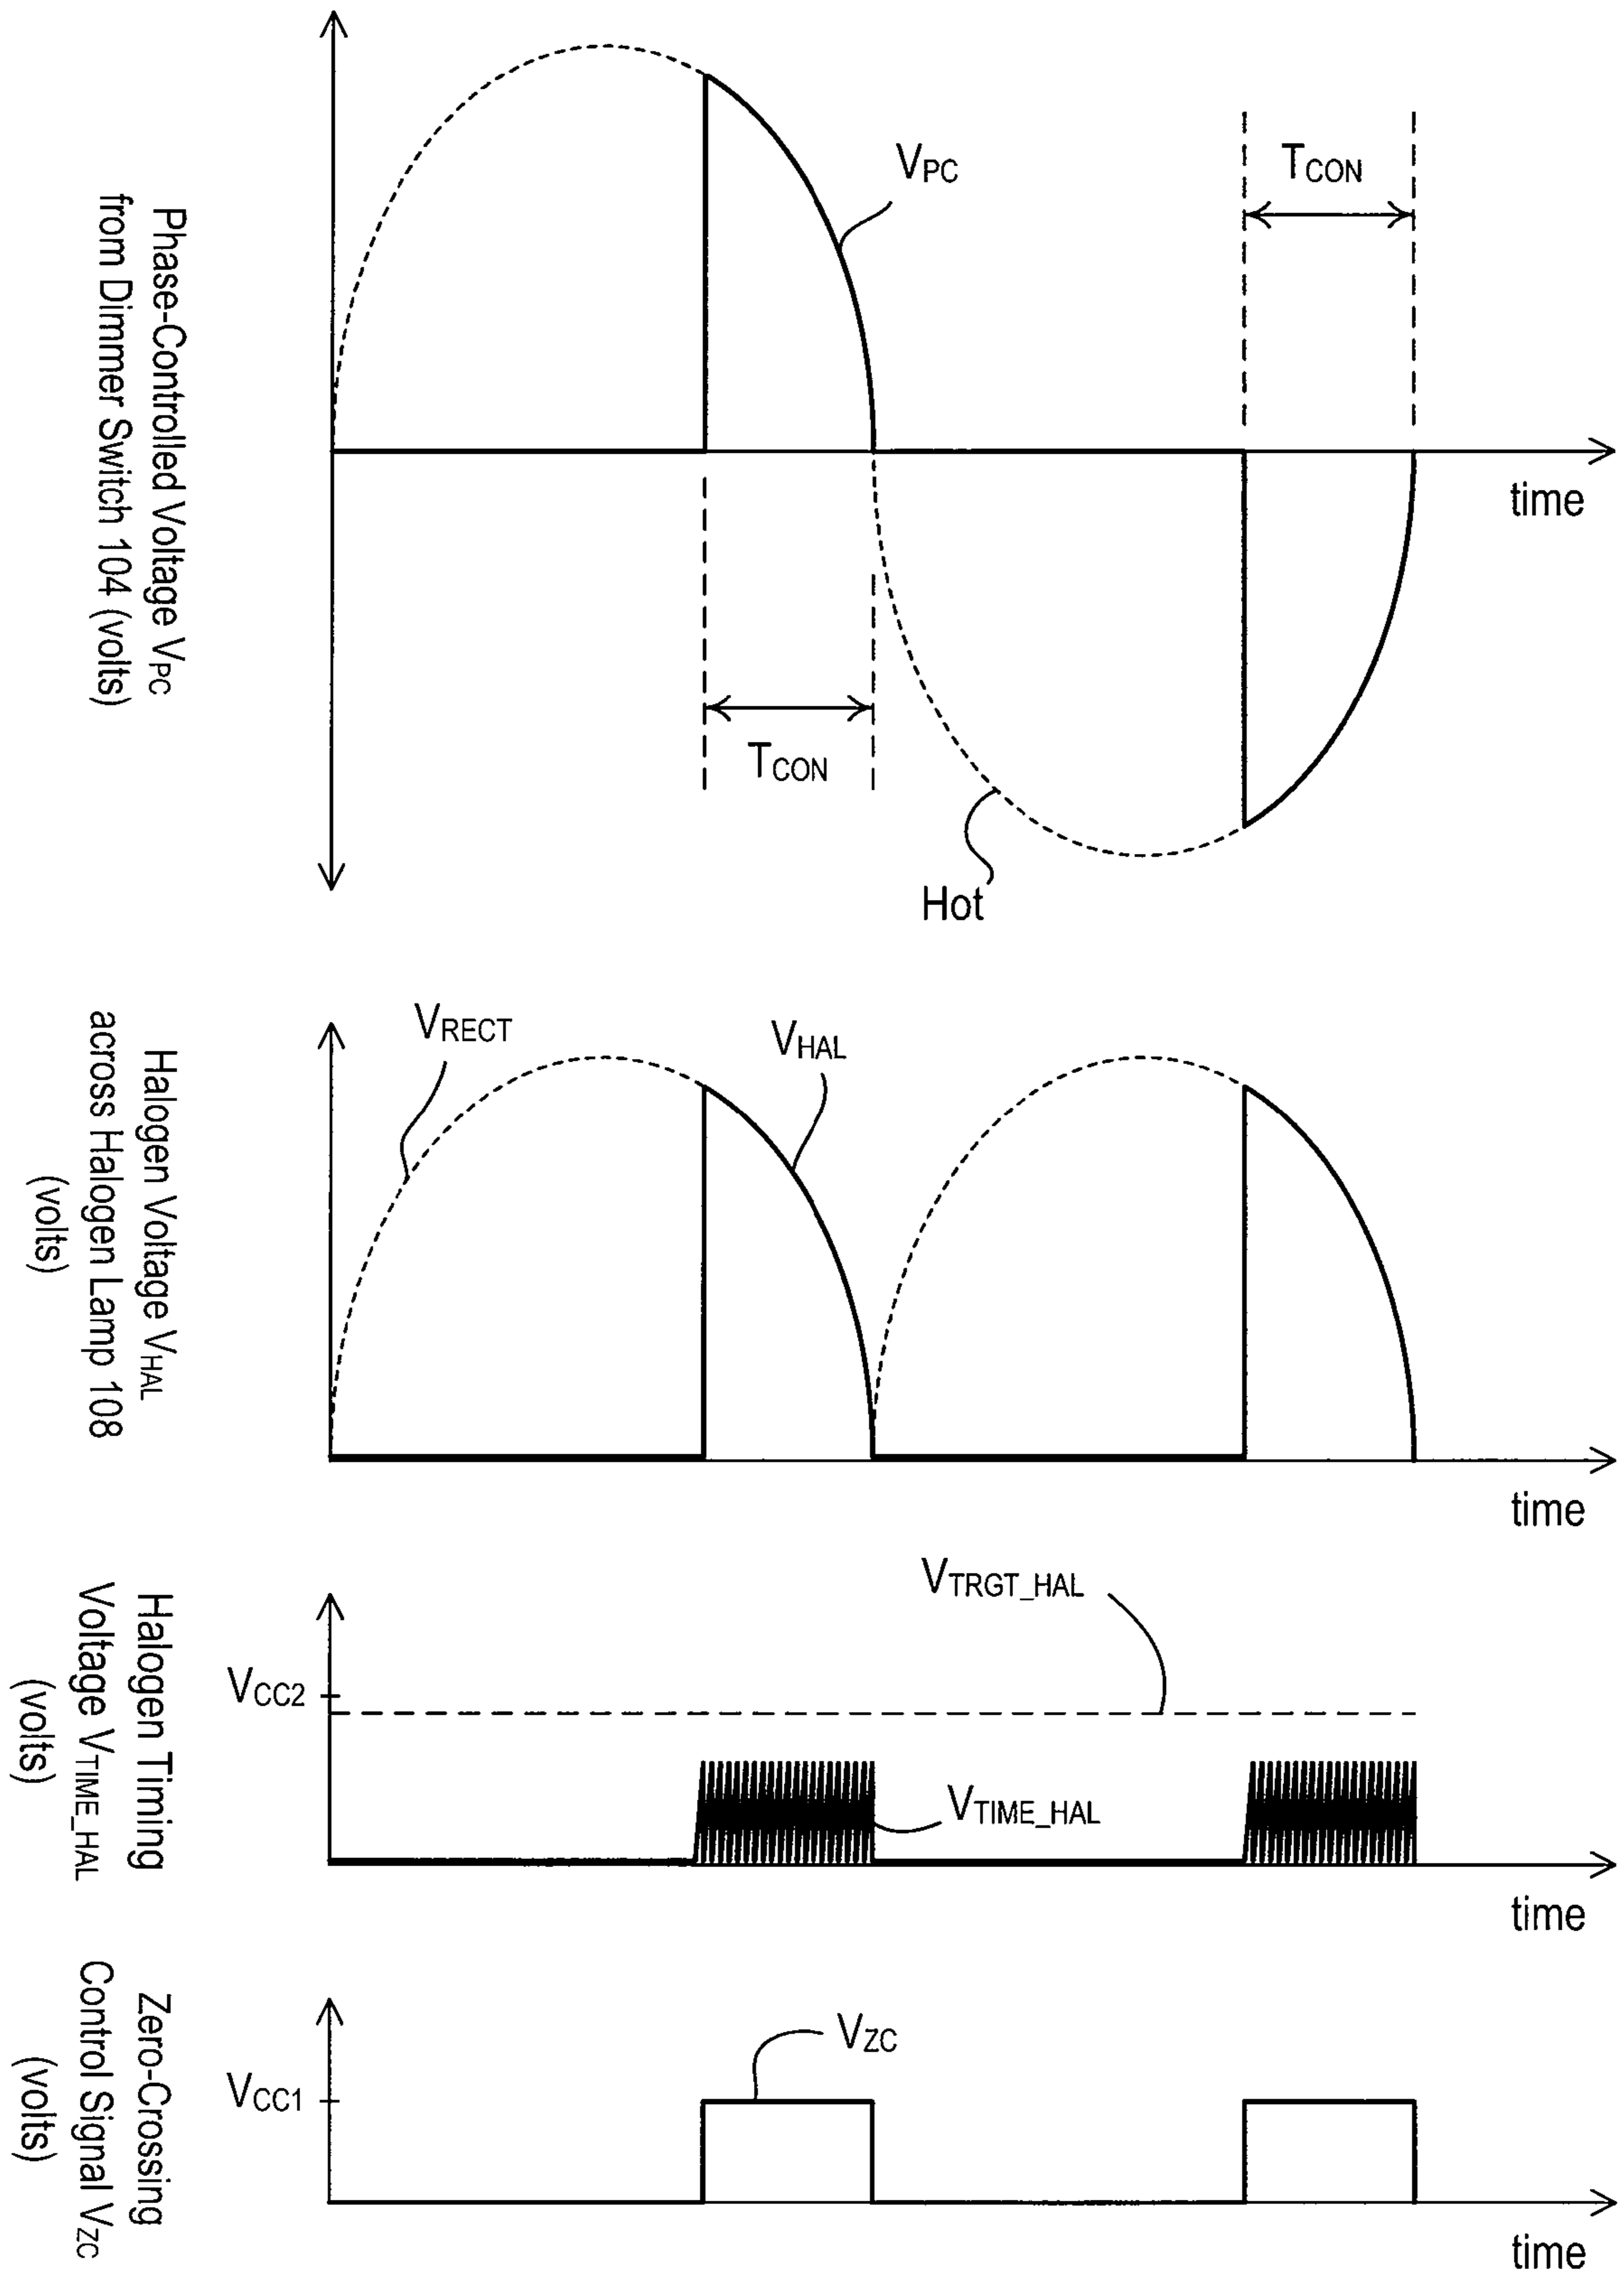 Phase-Controlled Voltage VPC
from Dimmer Switch 104 (volts)
VPC
TCON
time
TCON
Hot
Halogen Voltage VHAL
across Halogen Lamp 108
(volts)
VRECT
VHAL
time
Halogen Timing
Voltage VTIME_HAL
(volts)
VTRGT_HAL
VCC2
VTIME_HAL
time
Zero-Crossing
Control Signal VZC
(volts)
VZC
VCC1
time